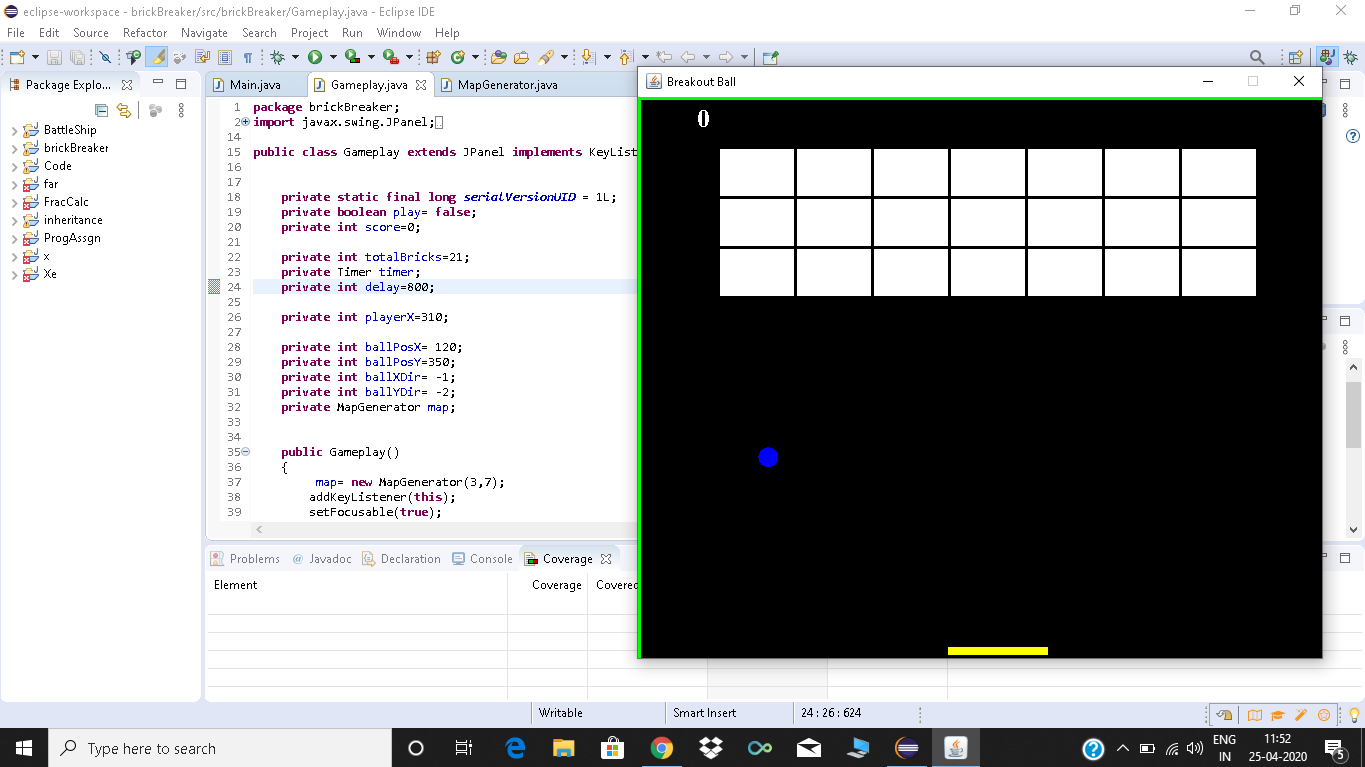 eclipse-workspace - brickBreaker/src/brickBreaker/Gameplay.java - Eclipse IDE
File Edit Source Refactor Navigate Search Project Run Window Help
Package Explo...
Main.java Gameplay.java MapGenerator.java
BattleShip
brickBreaker
Code
far
FracCalc
inheritance
ProgAssgn
x
Xe
1 package brickBreaker;
2 import javax.swing.JPanel;
14
15 public class Gameplay extends JPanel implements KeyList
16
17
18 private static final long serialVersionUID = 1L;
19 private boolean play= false;
20 private int score=0;
21
22 private int totalBricks=21;
23 private Timer timer;
24 private int delay=800;
25
26 private int playerX=310;
27
28 private int ballPosX= 120;
29 private int ballPosY=350;
30 private int ballXDir= -1;
31 private int ballYDir= -2;
32 private MapGenerator map;
33
34
35 public Gameplay()
36 {
37 map= new MapGenerator(3,7);
38 addKeyListener(this);
39 setFocusable(true);
Breakout Ball
0
Problems @ Javadoc Declaration Console Coverage
Element Coverage Covered
Writable Smart Insert 24 : 26 : 624
Type here to search
ENG
IN
11:52
25-04-2020
5